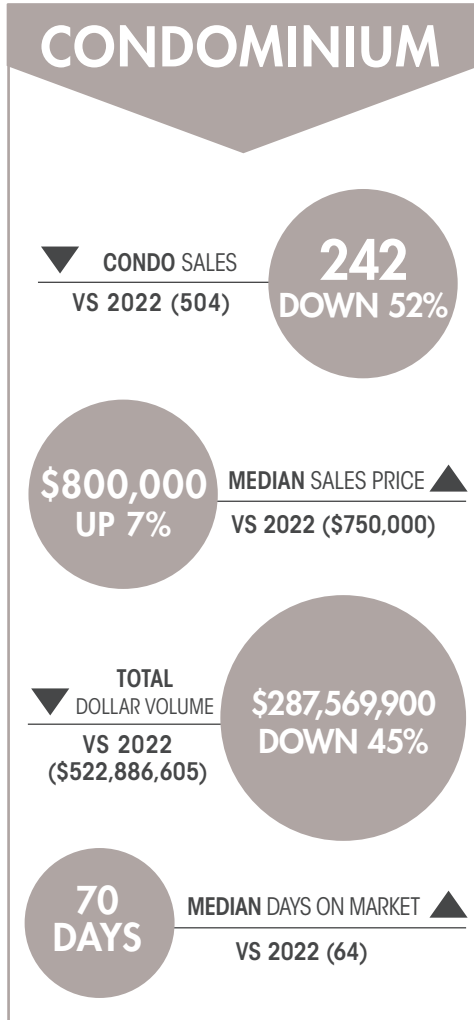 CONDOMINIUM
CONDO SALES
VS 2022 (504)
242
DOWN 52%
$800,000
UP 7%
MEDIAN SALES PRICE
VS 2022 ($750,000)
TOTAL
DOLLAR VOLUME
VS 2022
($522,886,605)
$287,569,900
DOWN 45%
70
DAYS
MEDIAN DAYS ON MARKET
VS 2022 (64)